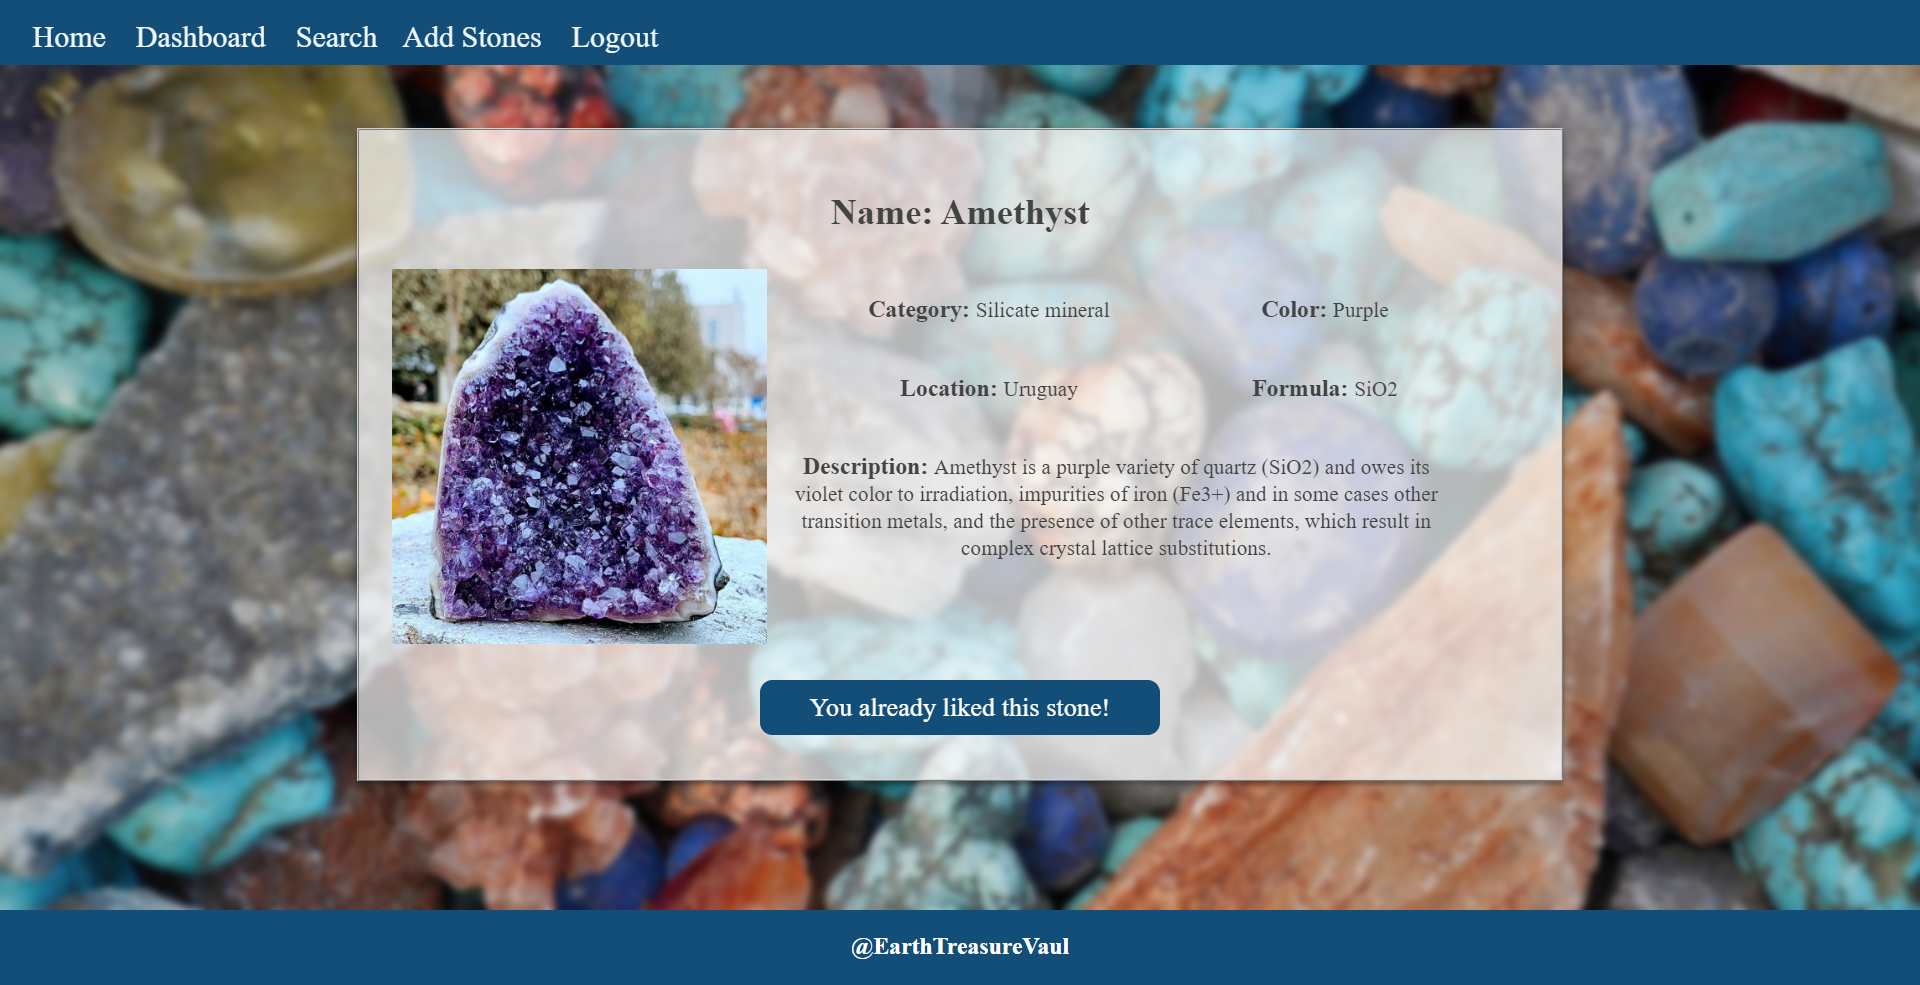 Home Dashboard Search Add Stones Logout
Name: Amethyst
Category: Silicate mineral Color: Purple
Location: Uruguay Formula: SiO2
Description: Amethyst is a purple variety of quartz (SiO2) and owes its
violet color to irradiation, impurities of iron (Fe3+) and in some cases other
transition metals, and the presence of other trace elements, which result in
complex crystal lattice substitutions.
You already liked this stone!
@EarthTreasureVaul